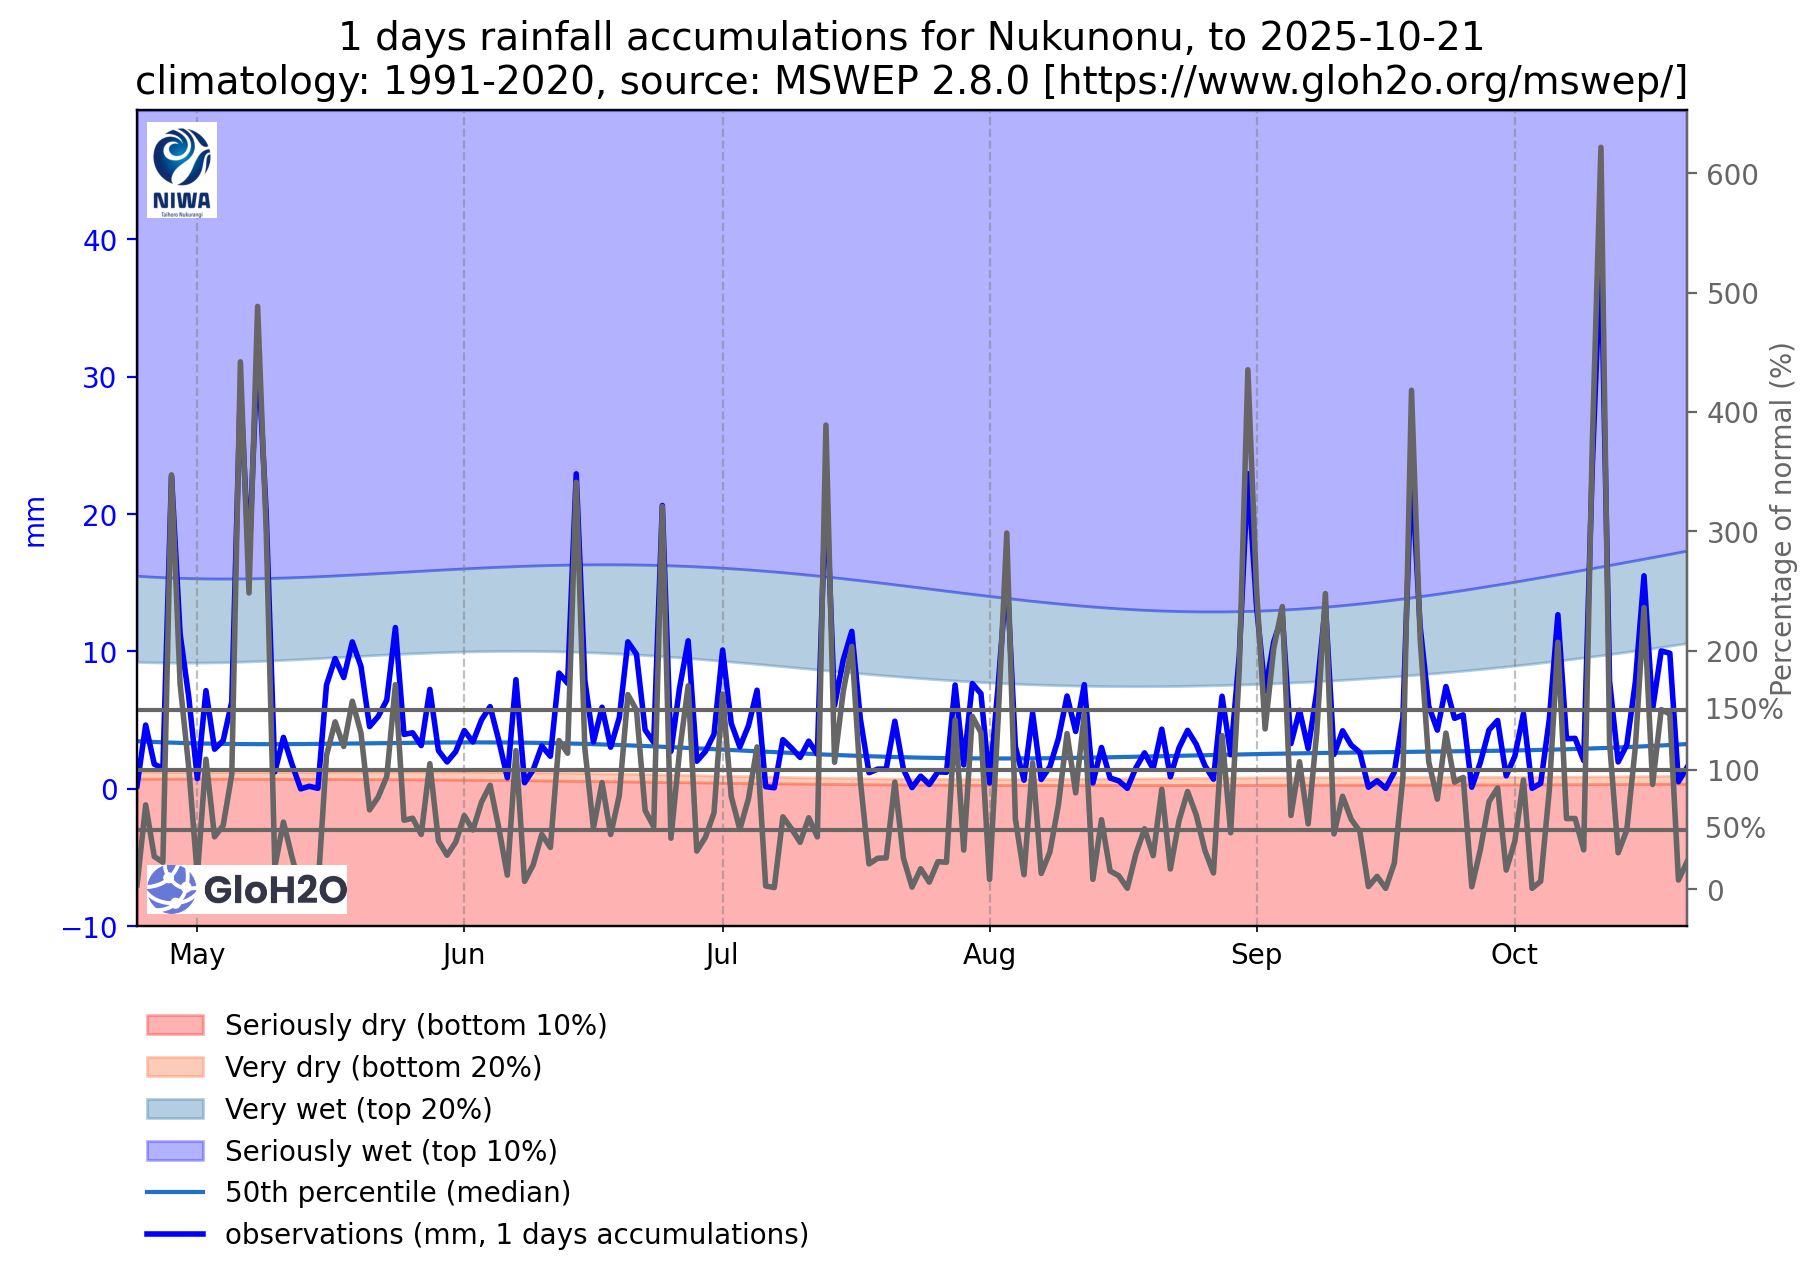 1 days rainfall accumulations for Nukunonu, to 2025-10-21
climatology: 1991-2020, source: MSWEP 2.8.0 [https://www.gloh2o.org/mswep/]
NIWA
Taihoro Nukurangi
40
30
20
10
0
−10
mm
600
500
400
300
200
150%
100
50%
0
Percentage of normal (%)
GloH2O
May
Jun
Jul
Aug
Sep
Oct
Seriously dry (bottom 10%)
Very dry (bottom 20%)
Very wet (top 20%)
Seriously wet (top 10%)
50th percentile (median)
observations (mm, 1 days accumulations)